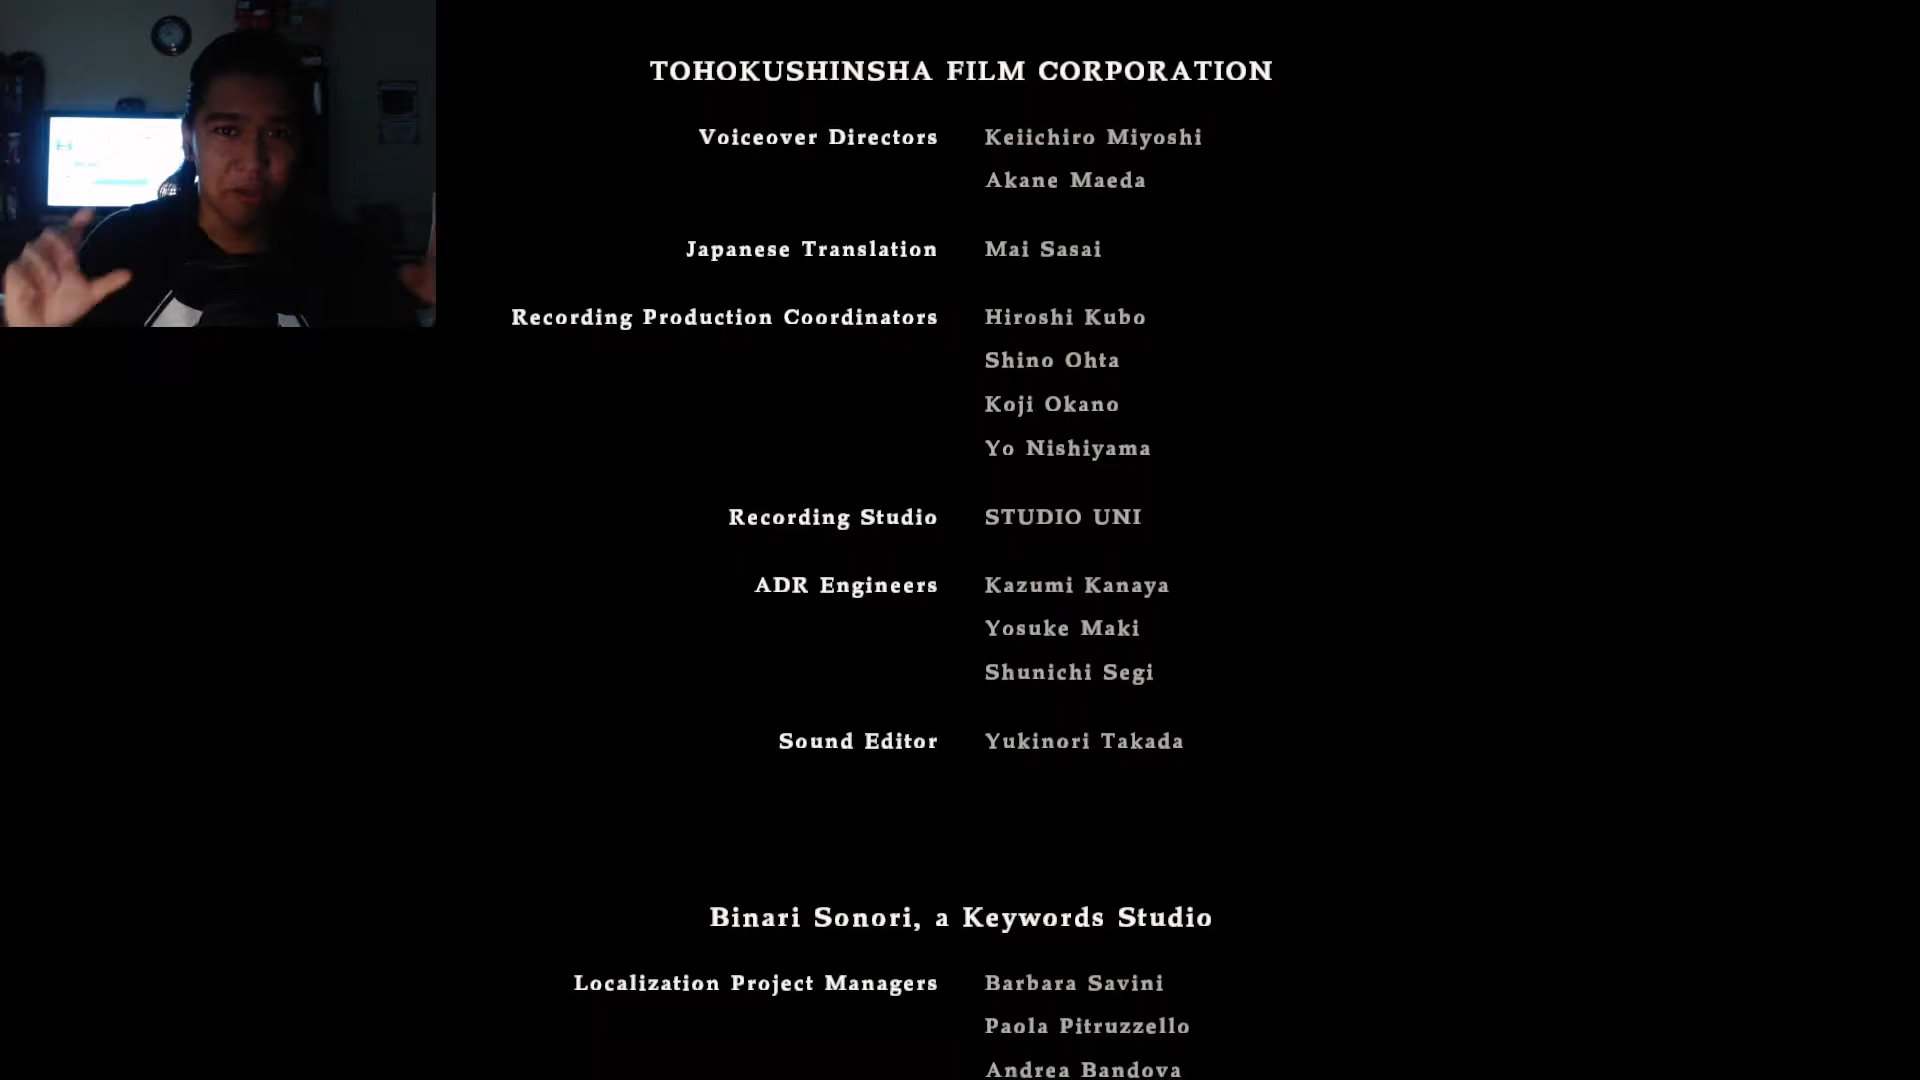 TOHOKUSHINSHA FILM CORPORATION
Voiceover Directors Keiichiro Miyoshi
Akane Maeda
Japanese Translation Mai Sasai
Recording Production Coordinators Hiroshi Kubo
Shino Ohta
Koji Okano
Yo Nishiyama
Recording Studio STUDIO UNI
ADR Engineers Kazumi Kanaya
Yosuke Maki
Shunichi Segi
Sound Editor Yukinori Takada
Binari Sonori, a Keywords Studio
Localization Project Managers Barbara Savini
Paola Pitruzzello
Andrea Bandova